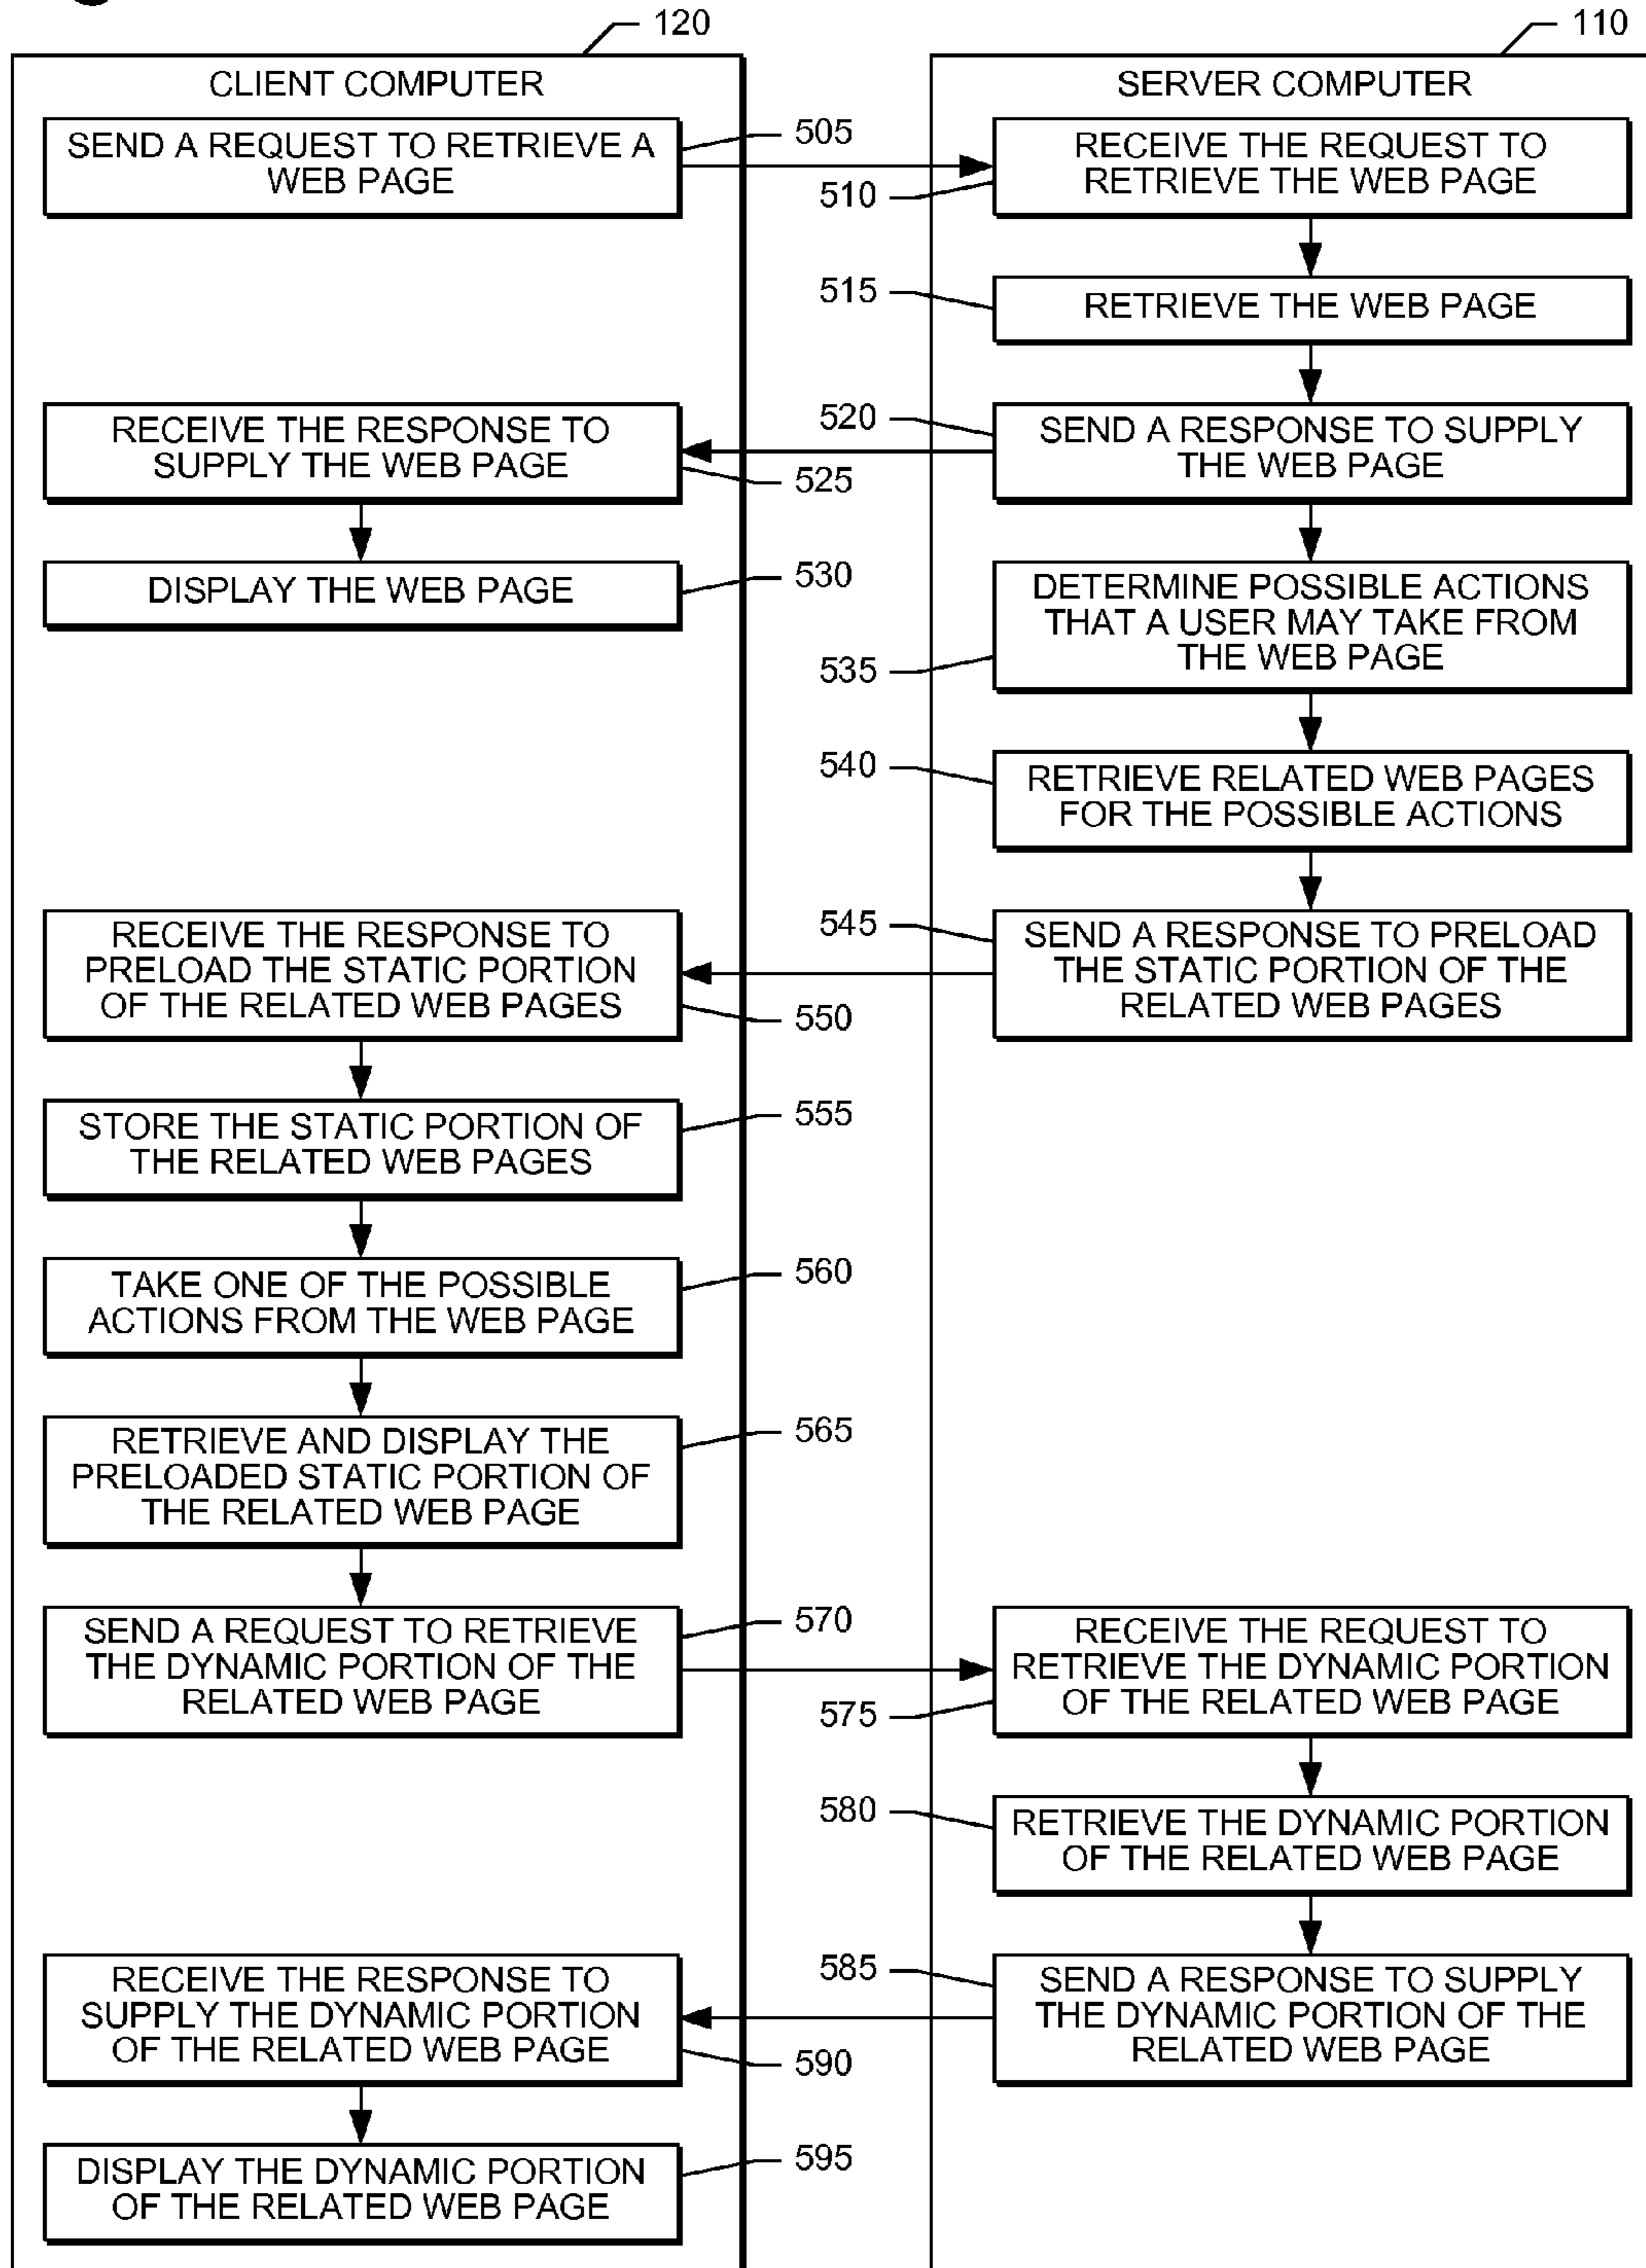 120
110
CLIENT COMPUTER
SERVER COMPUTER
SEND A REQUEST TO RETRIEVE A
WEB PAGE
505
510
RECEIVE THE REQUEST TO
RETRIEVE THE WEB PAGE
515
RETRIEVE THE WEB PAGE
RECEIVE THE RESPONSE TO
SUPPLY THE WEB PAGE
520
525
SEND A RESPONSE TO SUPPLY
THE WEB PAGE
DISPLAY THE WEB PAGE
530
535
DETERMINE POSSIBLE ACTIONS
THAT A USER MAY TAKE FROM
THE WEB PAGE
540
RETRIEVE RELATED WEB PAGES
FOR THE POSSIBLE ACTIONS
RECEIVE THE RESPONSE TO
PRELOAD THE STATIC PORTION
OF THE RELATED WEB PAGES
545
550
SEND A RESPONSE TO PRELOAD
THE STATIC PORTION OF THE
RELATED WEB PAGES
STORE THE STATIC PORTION OF
THE RELATED WEB PAGES
555
TAKE ONE OF THE POSSIBLE
ACTIONS FROM THE WEB PAGE
560
RETRIEVE AND DISPLAY THE
PRELOADED STATIC PORTION OF
THE RELATED WEB PAGE
565
SEND A REQUEST TO RETRIEVE
THE DYNAMIC PORTION OF THE
RELATED WEB PAGE
570
575
RECEIVE THE REQUEST TO
RETRIEVE THE DYNAMIC PORTION
OF THE RELATED WEB PAGE
580
RETRIEVE THE DYNAMIC PORTION
OF THE RELATED WEB PAGE
RECEIVE THE RESPONSE TO
SUPPLY THE DYNAMIC PORTION
OF THE RELATED WEB PAGE
585
590
SEND A RESPONSE TO SUPPLY
THE DYNAMIC PORTION OF THE
RELATED WEB PAGE
DISPLAY THE DYNAMIC PORTION
OF THE RELATED WEB PAGE
595